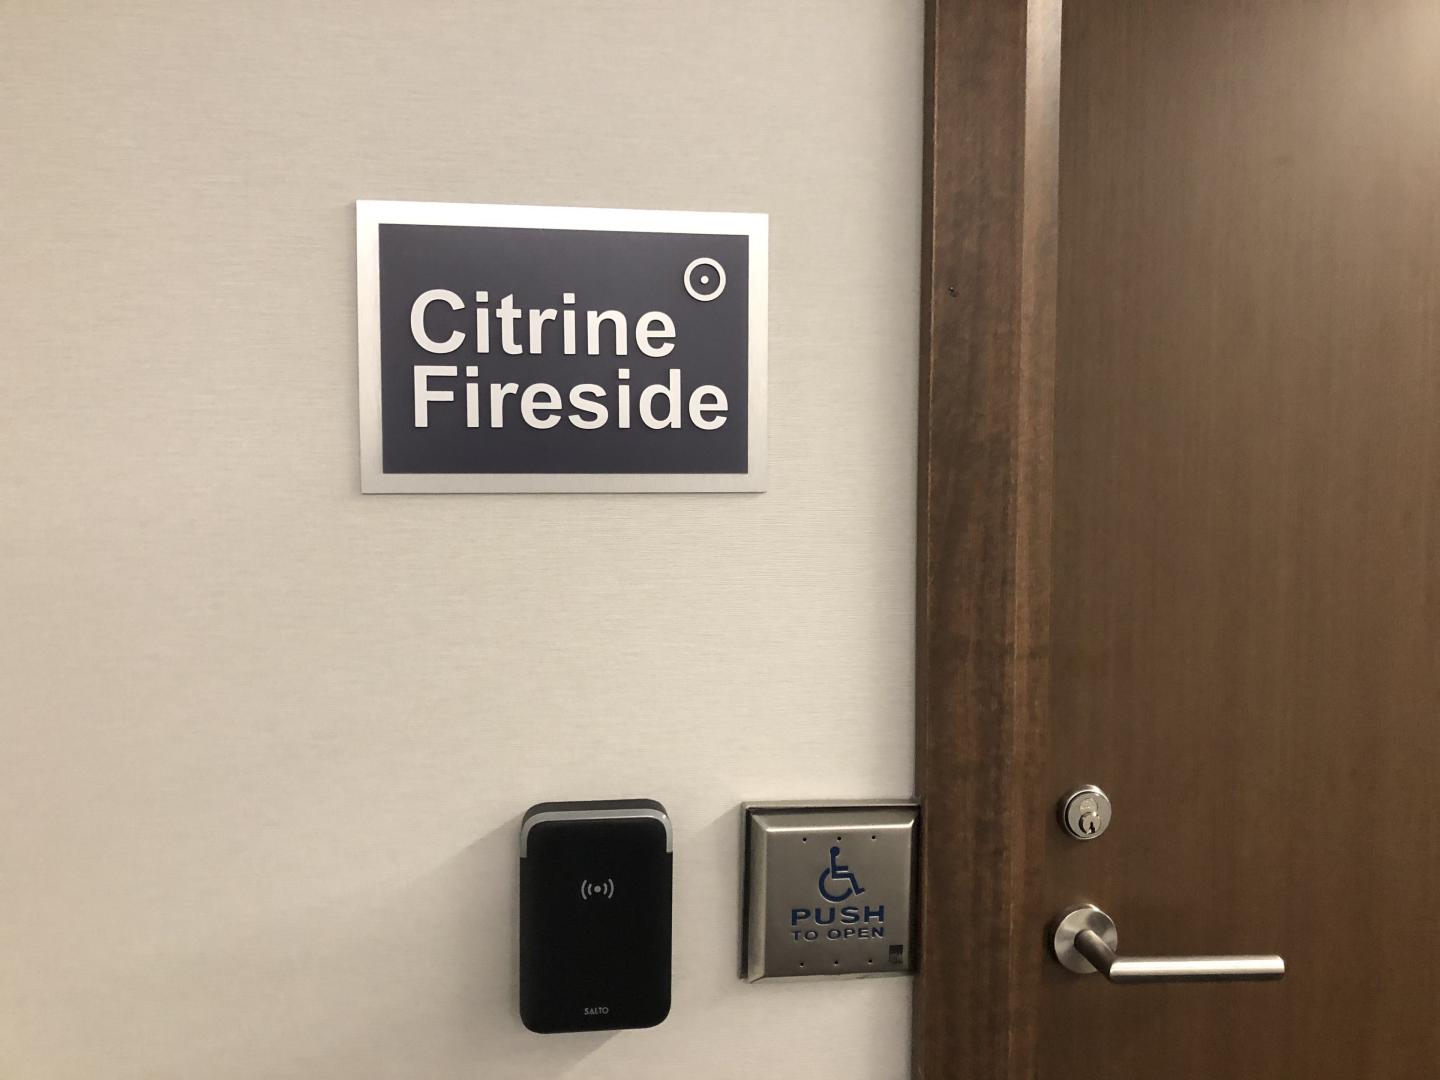 Citrine
Fireside
PUSH
TO OPEN
SALTO